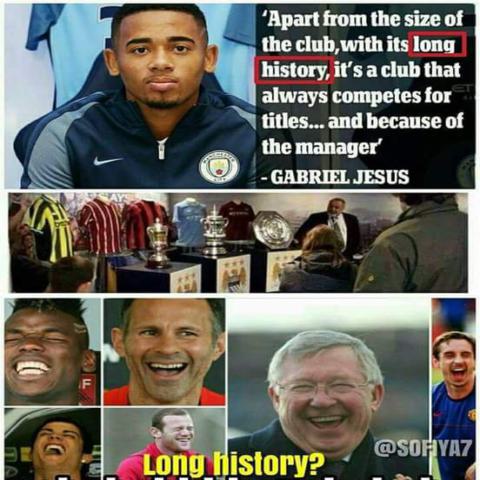 'Apart from the size of
the club, with its long
history, it's a club that
always competes for
titles... and because of
the manager'
- GABRIEL JESUS
@SOFIYA7
Long history?